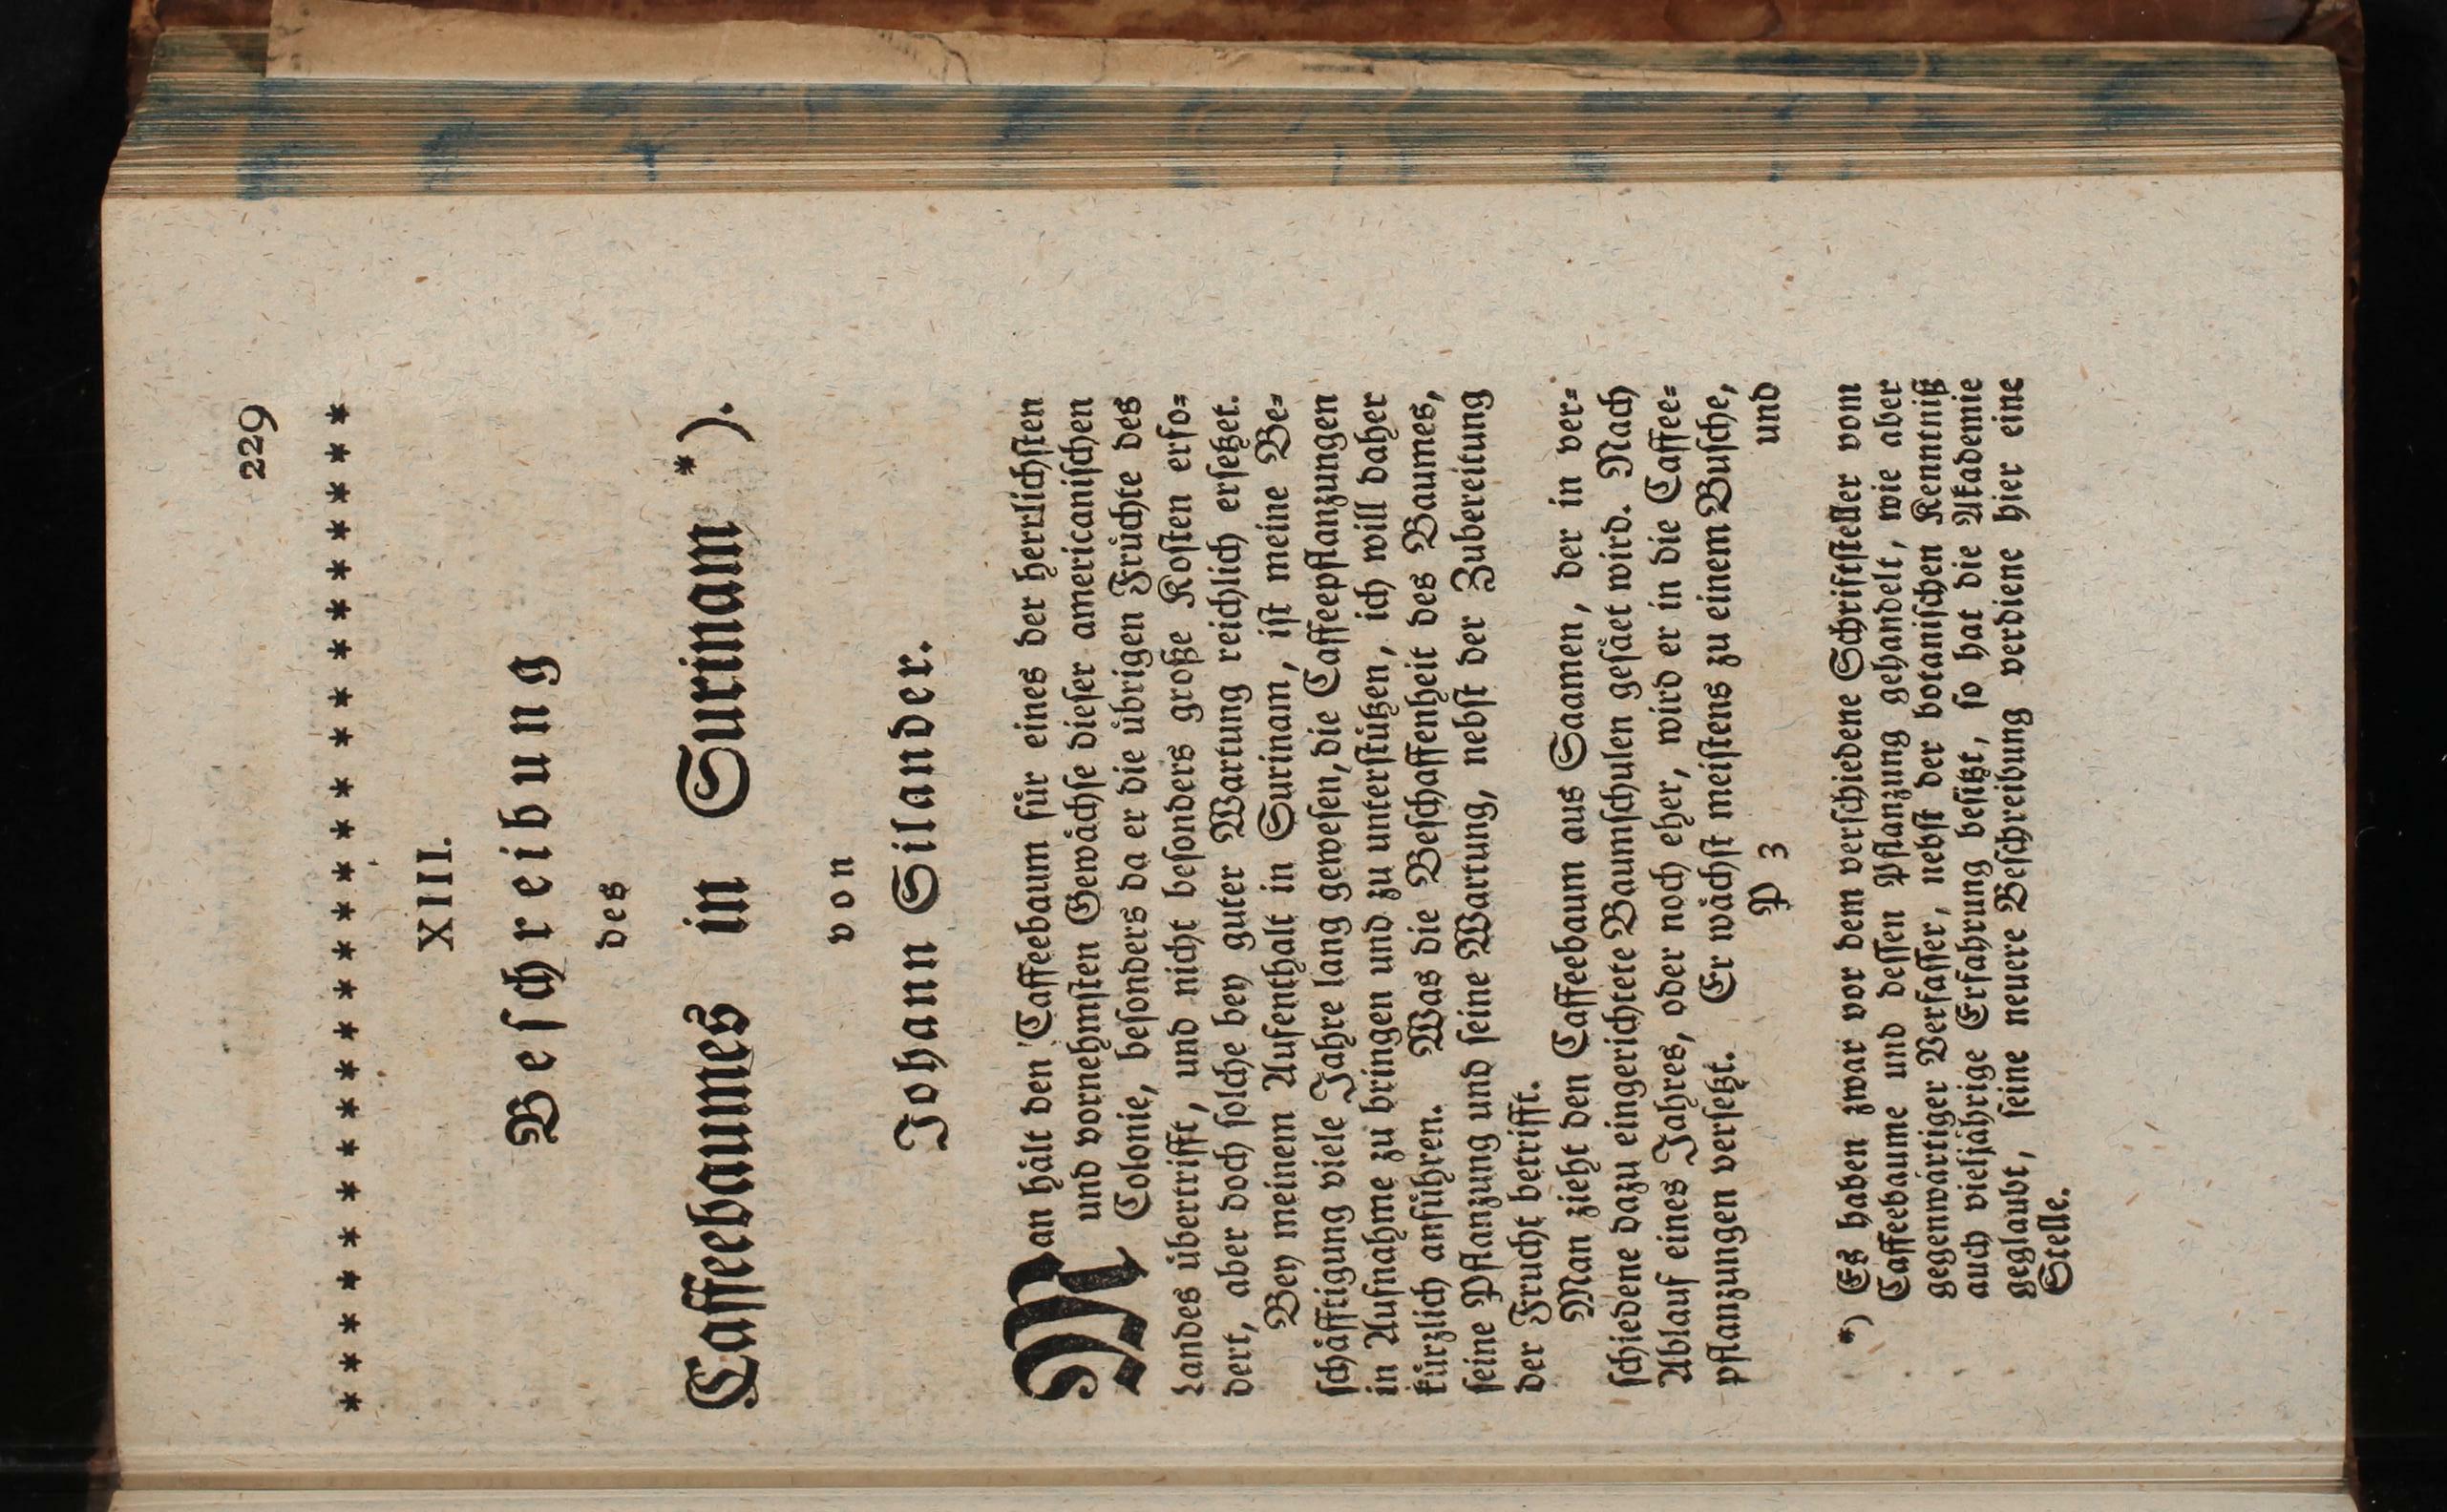 229
* * * * * * * * * * * * * * * * * * * * * * * * *
XIII.
Beschreibung
des
Caffeebaumes in Surinam *).
von
Johann Silander.
Man hält den Caffeebaum für eines der herrlichsten
und vornehmsten Gewächse dieser americanischen
Colonie, besonders da er die übrigen Früchte des
Landes übertrifft, und nicht besonders große Kosten erfo-
dert, aber doch solche bey guter Wartung reichlich ersetzet.
Bey meinem Aufenthalt in Surinam, ist meine Be-
schäfftigung viele Jahre lang gewesen, die Caffeepflanzungen
in Aufnahme zu bringen und zu unterstützen, ich will daher
kürzlich anführen. Was die Beschaffenheit des Baumes,
seine Pflanzung und seine Wartung, nebst der Zubereitung
der Frucht betrifft.
Man zieht den Caffeebaum aus Saamen, der in ver-
schiedene dazu eingerichtete Baumschulen gesäet wird. Nach
Ablauf eines Jahres, oder noch eher, wird er in die Caffee-
pflanzungen versetzt. Er wächst meistens zu einem Busche,
P 3 und
*) Es haben zwar vor dem verschiedene Schriftsteller vom
Caffeebaume und dessen Pflanzung gehandelt, wie aber
gegenwärtiger Verfasser, nebst der botanischen Kenntniß
auch vieljährige Erfahrung besitzt, so hat die Akademie
geglaubt, seine neuere Beschreibung verdiene hier eine
Stelle.